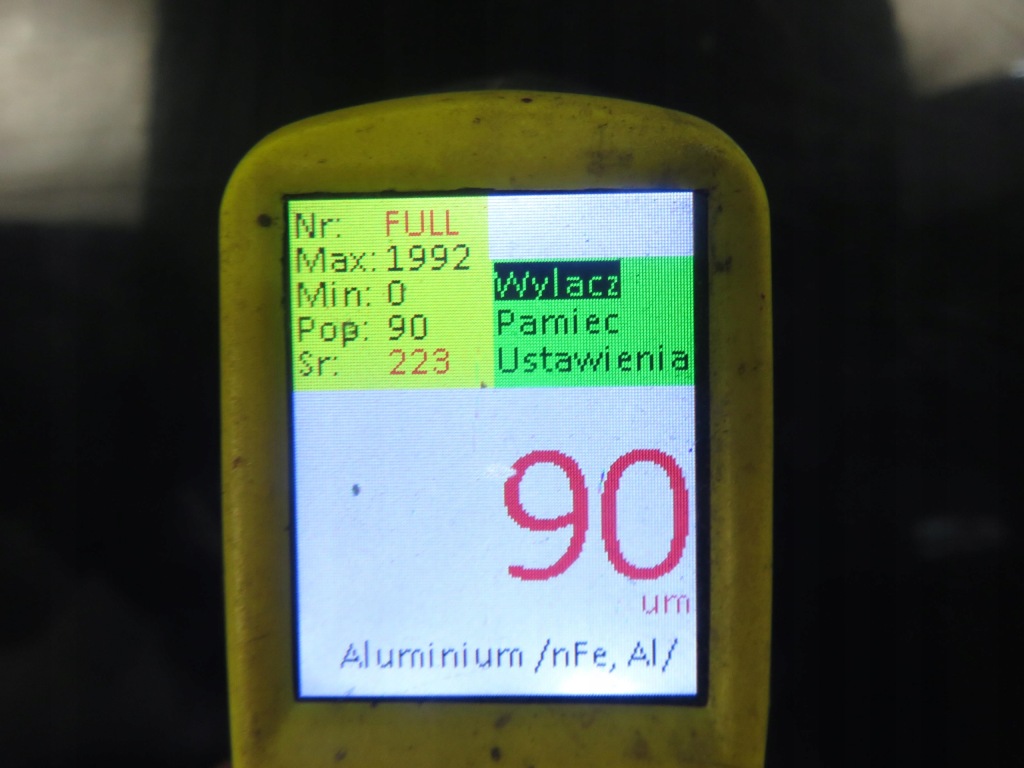 Nr: FULL
Max: 1992
Min: 0
Pop: 90
Sr: 223
Wylacz
Pamiec
Ustawienia
90
um
Aluminium /nFe, Al/